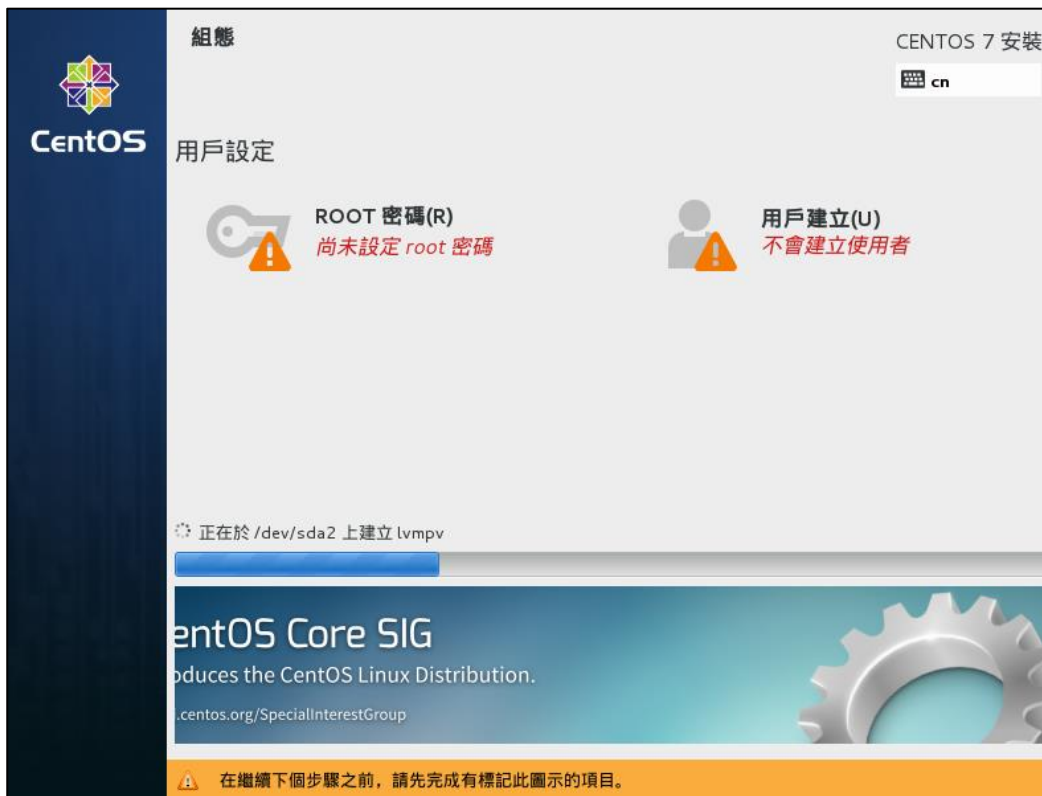 組態
CENTOS 7 安裝
cn
CentOS
用戶設定
ROOT 密碼(R)
尚未設定 root 密碼
用戶建立(U)
不會建立使用者
正在於 /dev/sda2 上建立 lvmpv
entOS Core SIG
oduces the CentOS Linux Distribution.
.centos.org/SpecialInterestGroup
在繼續下個步驟之前，請先完成有標記此圖示的項目。